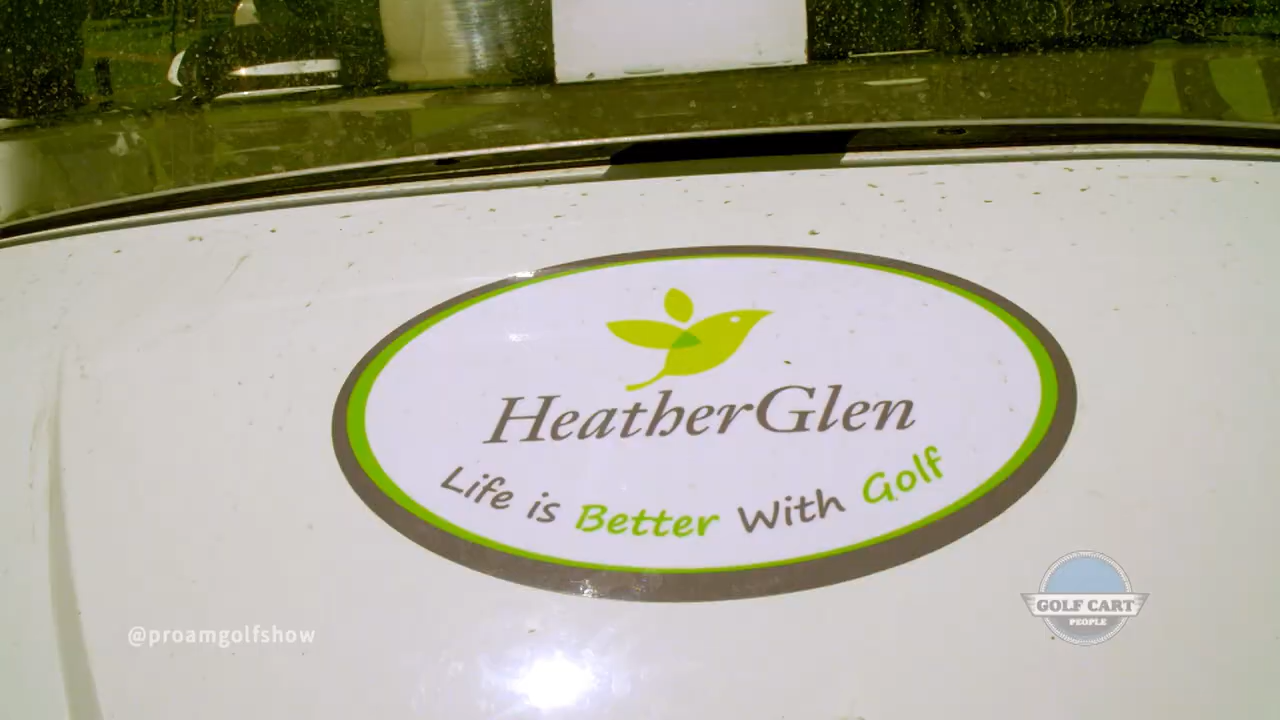 HeatherGlen
Life is Better With Golf
@proamgolfshow
GOLF CART
PEOPLE